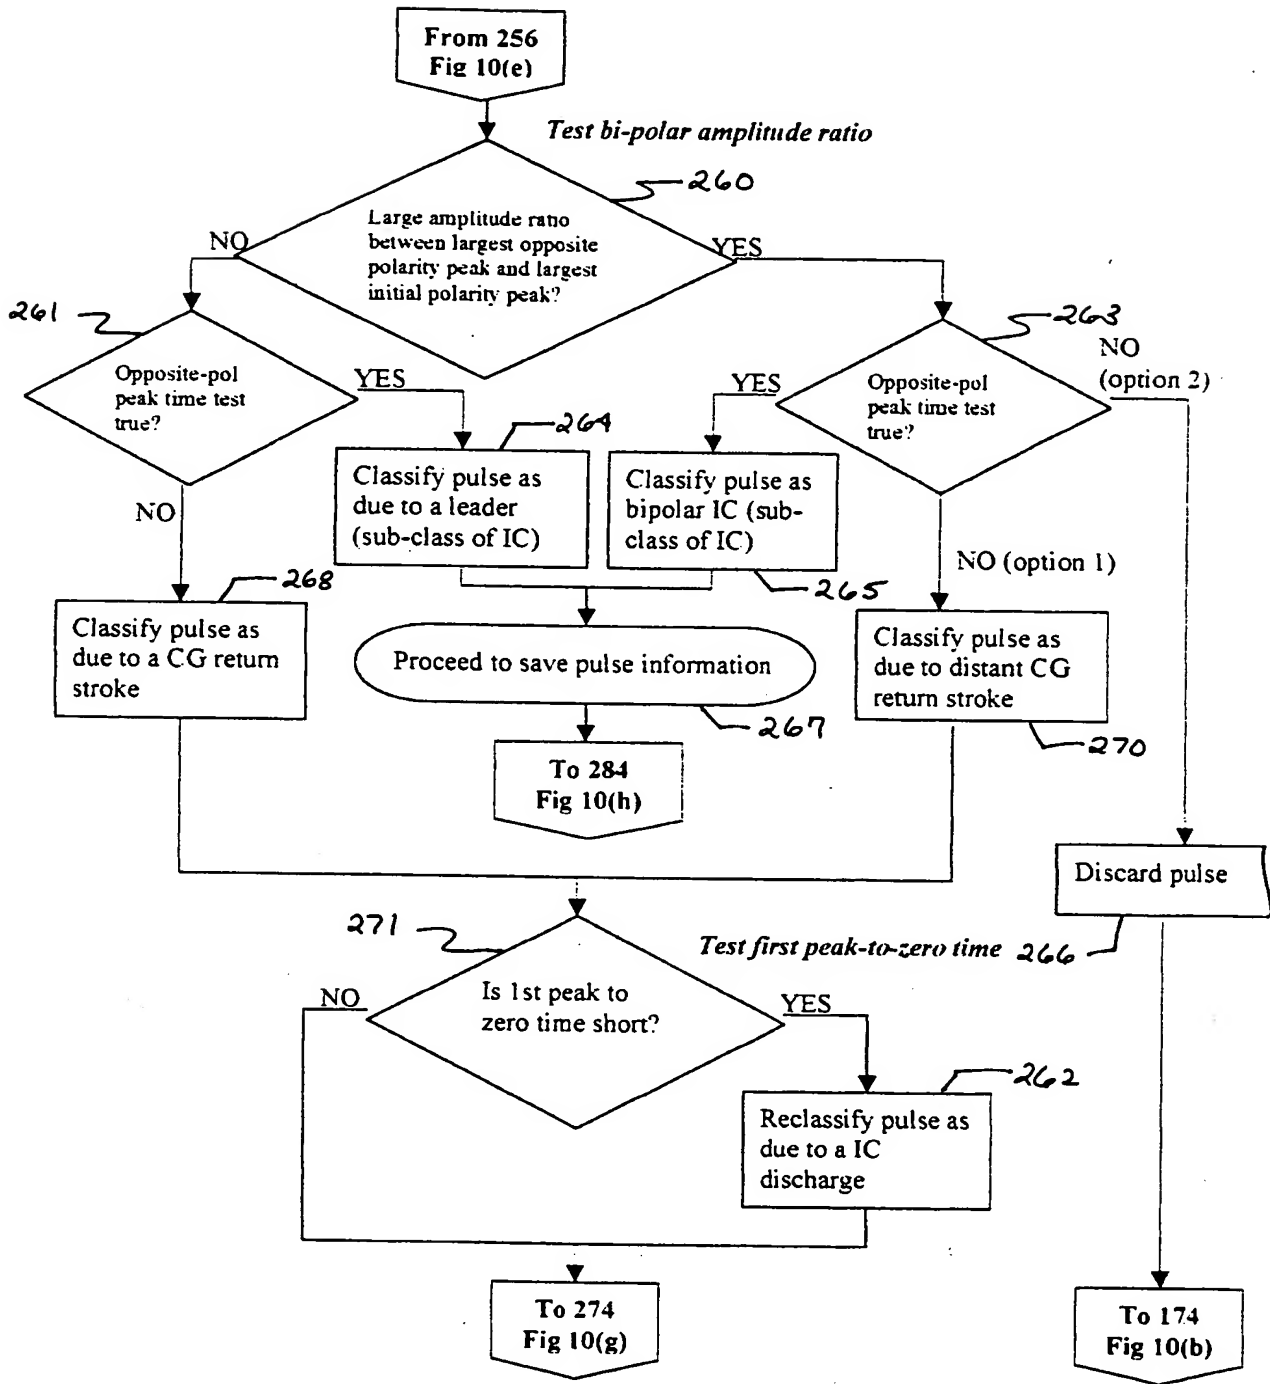 From 256
Fig 10(e)
Test bi-polar amplitude ratio
260
Large amplitude ratio
between largest opposite
polarity peak and largest
initial polarity peak?
NO
YES
261
Opposite-pol
peak time test
true?
YES
NO
263
Opposite-pol
peak time test
true?
YES
NO
(option 2)
NO (option 1)
264
Classify pulse as
due to a leader
(sub-class of IC)
Classify pulse as
bipolar IC (sub-
class of IC)
265
268
Classify pulse as
due to a CG return
stroke
Proceed to save pulse information
267
Classify pulse as
due to distant CG
return stroke
270
To 284
Fig 10(h)
Discard pulse
266
271
Test first peak-to-zero time
Is 1st peak to
zero time short?
NO
YES
262
Reclassify pulse as
due to a IC
discharge
To 274
Fig 10(g)
To 174
Fig 10(b)